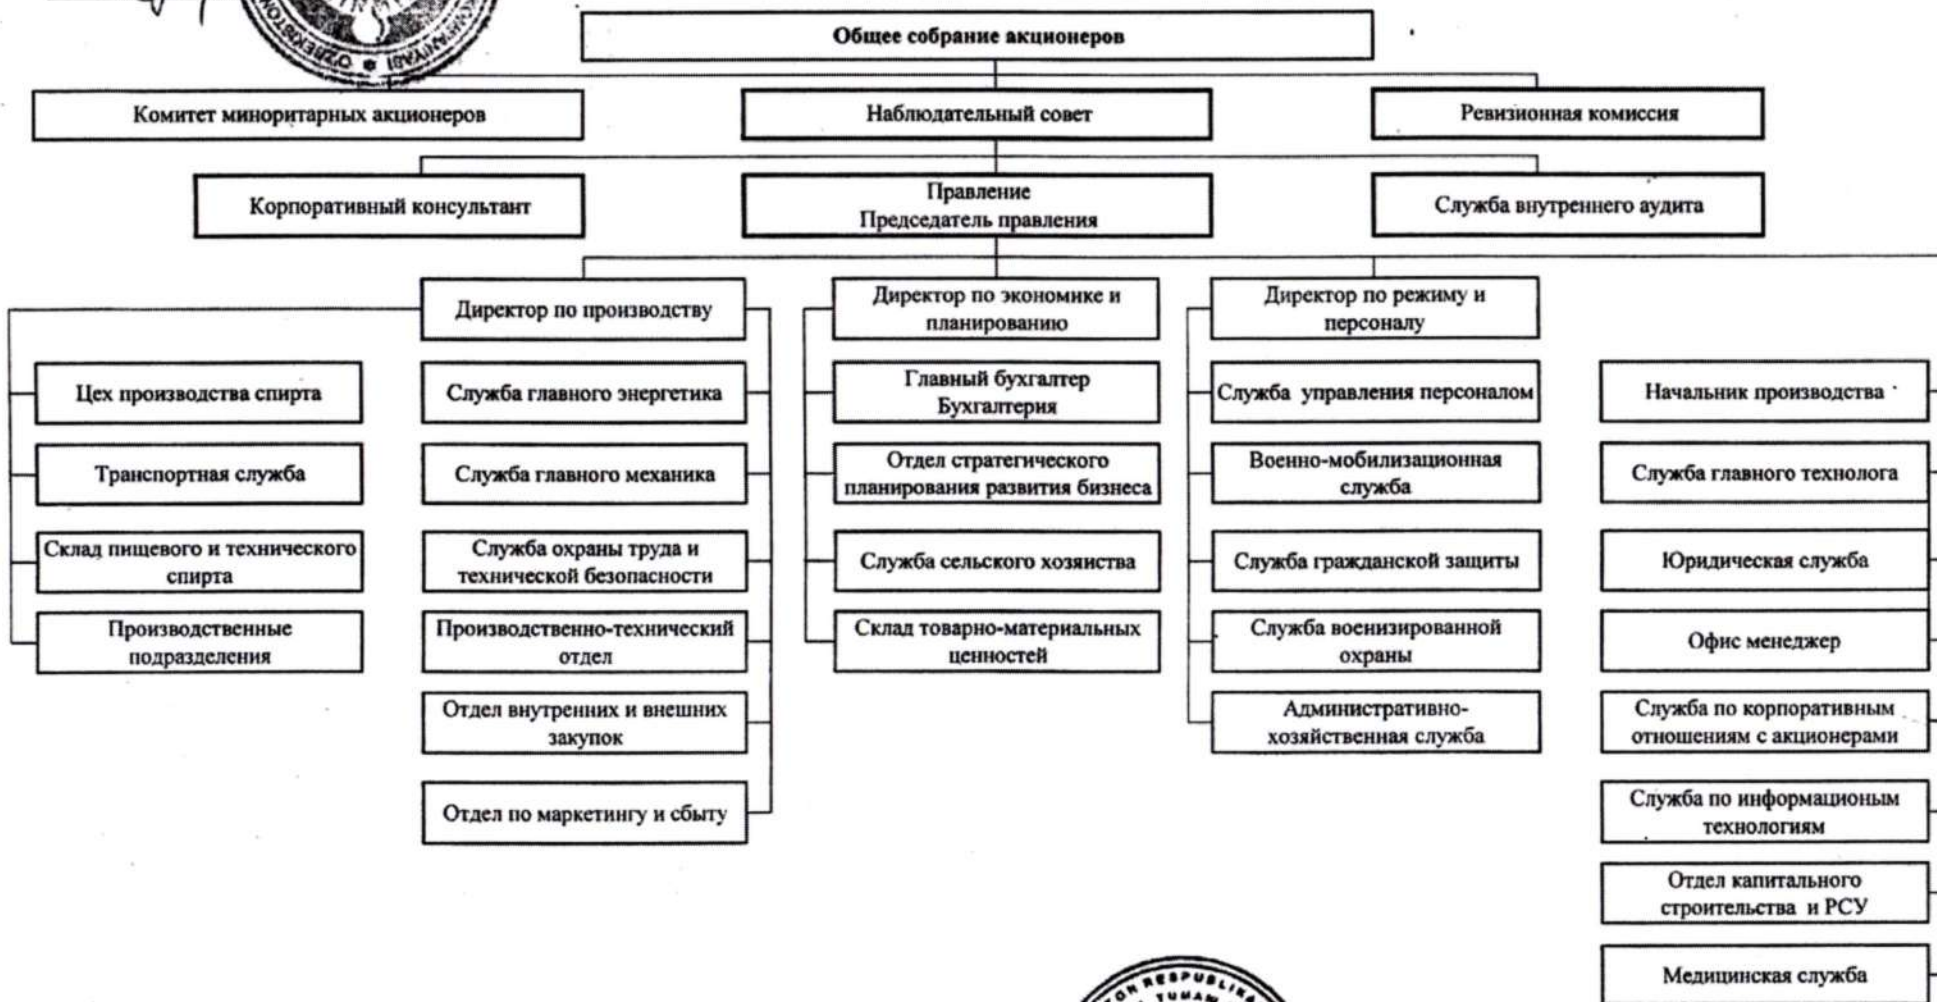 O'ZBEKISTON
Общее собрание акционеров
Комитет миноритарных акционеров
Наблюдательный совет
Ревизионная комиссия
Корпоративный консультант
Правление
Председатель правления
Служба внутреннего аудита
Директор по производству
Директор по экономике и
планированию
Директор по режиму и
персоналу
Цех производства спирта
Служба главного энергетика
Главный бухгалтер
Бухгалтерия
Служба управления персоналом
Начальник производства
Транспортная служба
Служба главного механика
Отдел стратегического
планирования развития бизнеса
Военно-мобилизационная
служба
Служба главного технолога
Склад пищевого и технического
спирта
Служба охраны труда и
технической безопасности
Служба сельского хозяиства
Служба гражданской защиты
Юридическая служба
Производственные
подразделения
Производственно-технический
отдел
Склад товарно-материальных
ценностей
Служба военизированной
охраны
Офис менеджер
Отдел внутренних и внешних
закупок
Административно-
хозяйственная служба
Служба по корпоративным
отношениям с акционерами
Отдел по маркетингу и сбыту
Служба по информационым
технологиям
Отдел капитального
строительства и РСУ
Медицинская служба
TUMANI